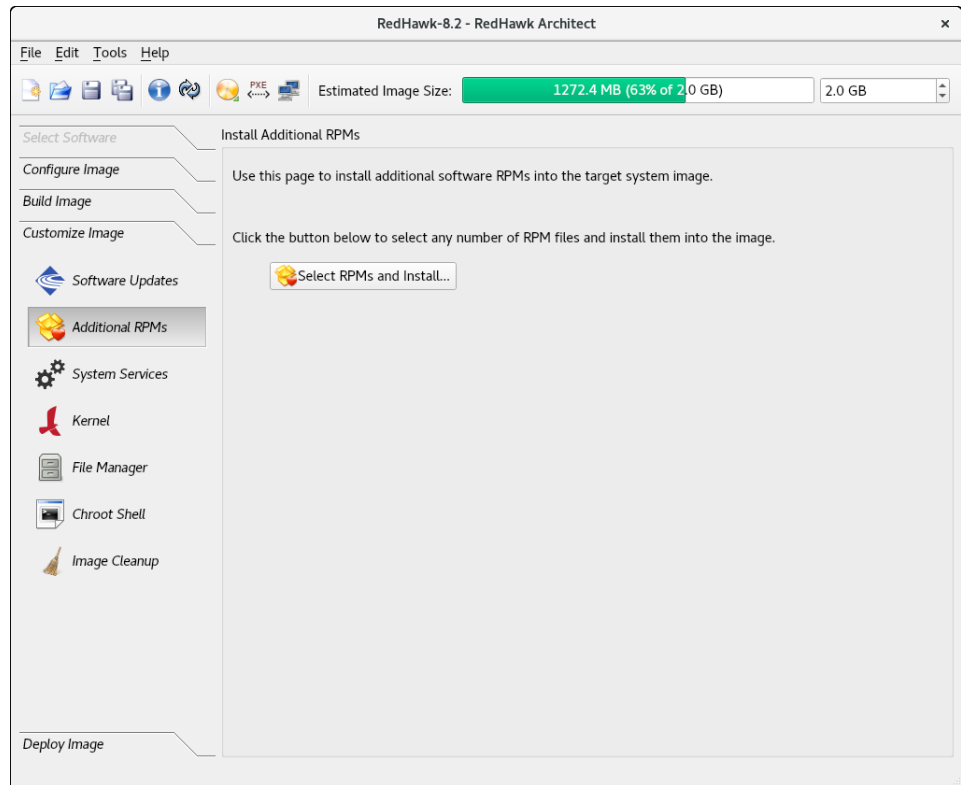 RedHawk-8.2 - RedHawk Architect
File Edit Tools Help
PXE
Estimated Image Size: 1272.4 MB (63% of 2.0 GB) 2.0 GB
Select Software
Configure Image
Build Image
Customize Image
Software Updates
Additional RPMs
System Services
Kernel
File Manager
Chroot Shell
Image Cleanup
Deploy Image
Install Additional RPMs
Use this page to install additional software RPMs into the target system image.
Click the button below to select any number of RPM files and install them into the image.
Select RPMs and Install...